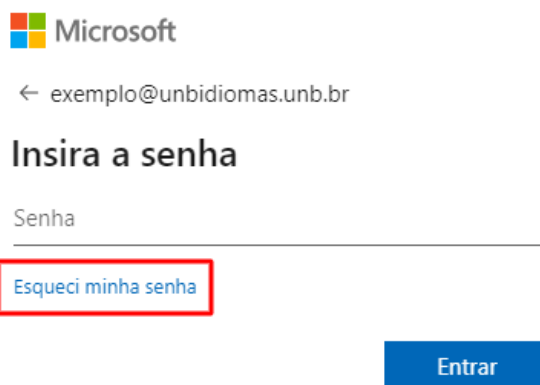 Microsoft
← exemplo@unbidiomas.unb.br
Insira a senha
Senha
Esqueci minha senha
Entrar